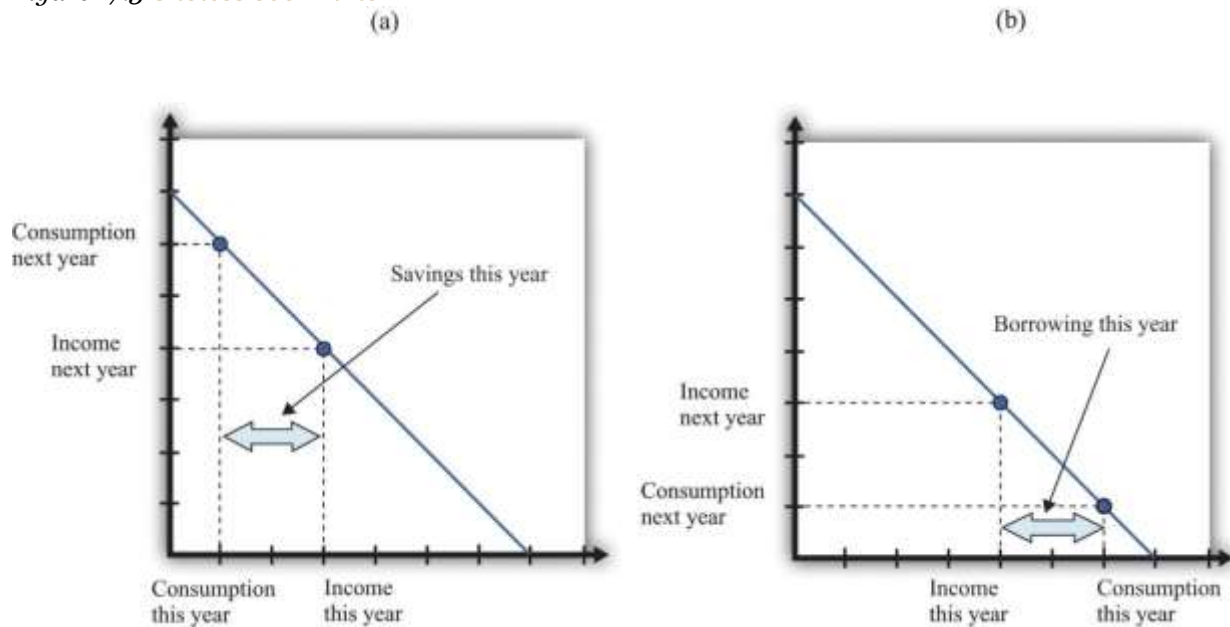 (a)
(b)
Consumption
next year
Savings this year
Income
next year
Consumption
this year
Income
this year
Borrowing this year
Income
next year
Consumption
next year
Income
this year
Consumption
this year